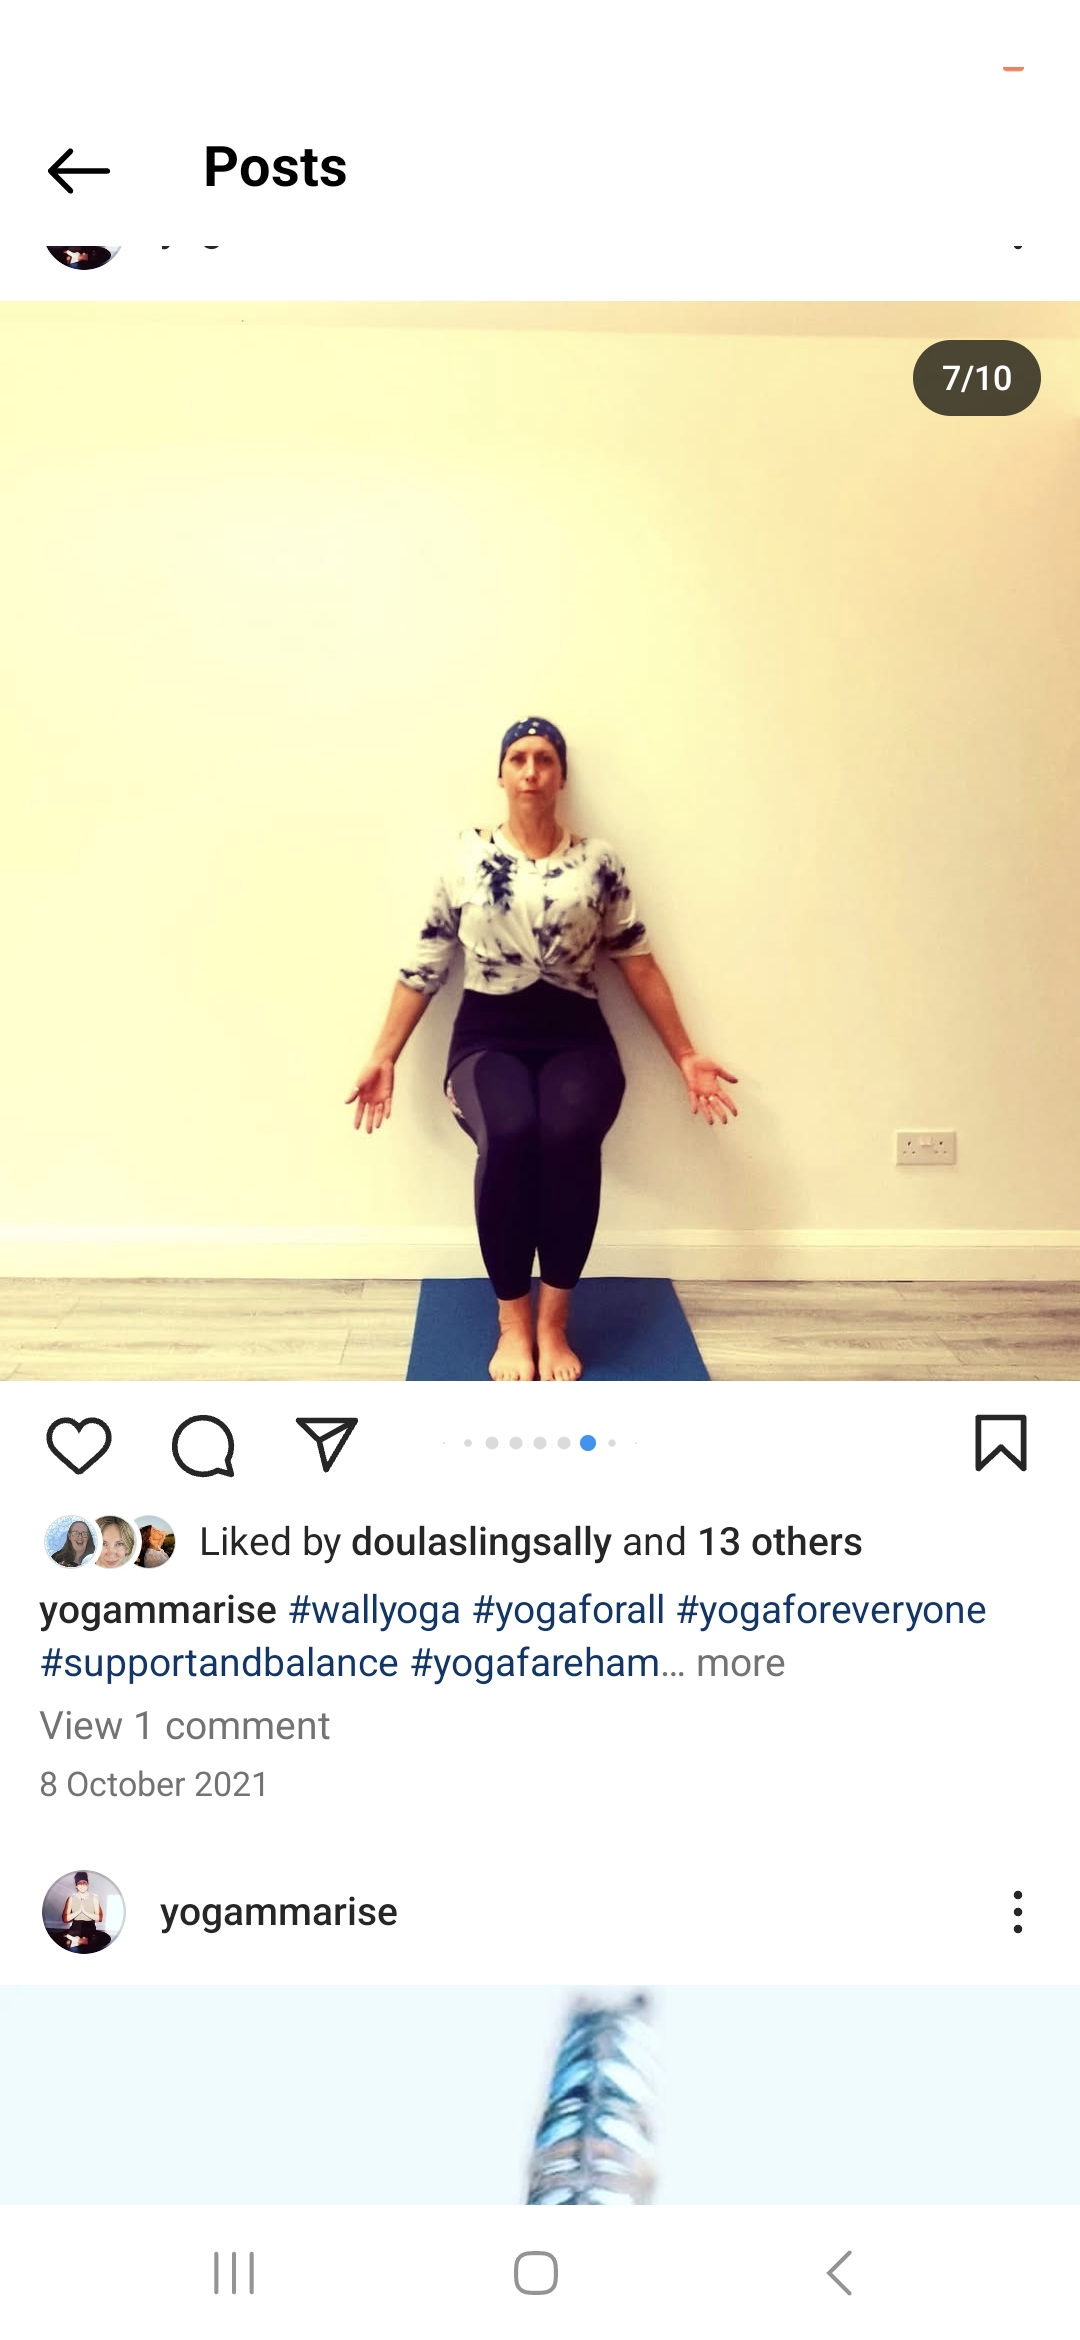 Posts
7/10
Liked by doulaslingsally and 13 others
yogammarise #wallyoga #yogaforall #yogaforeveryone
#supportandbalance #yogafareham... more
View 1 comment
8 October 2021
yogammarise